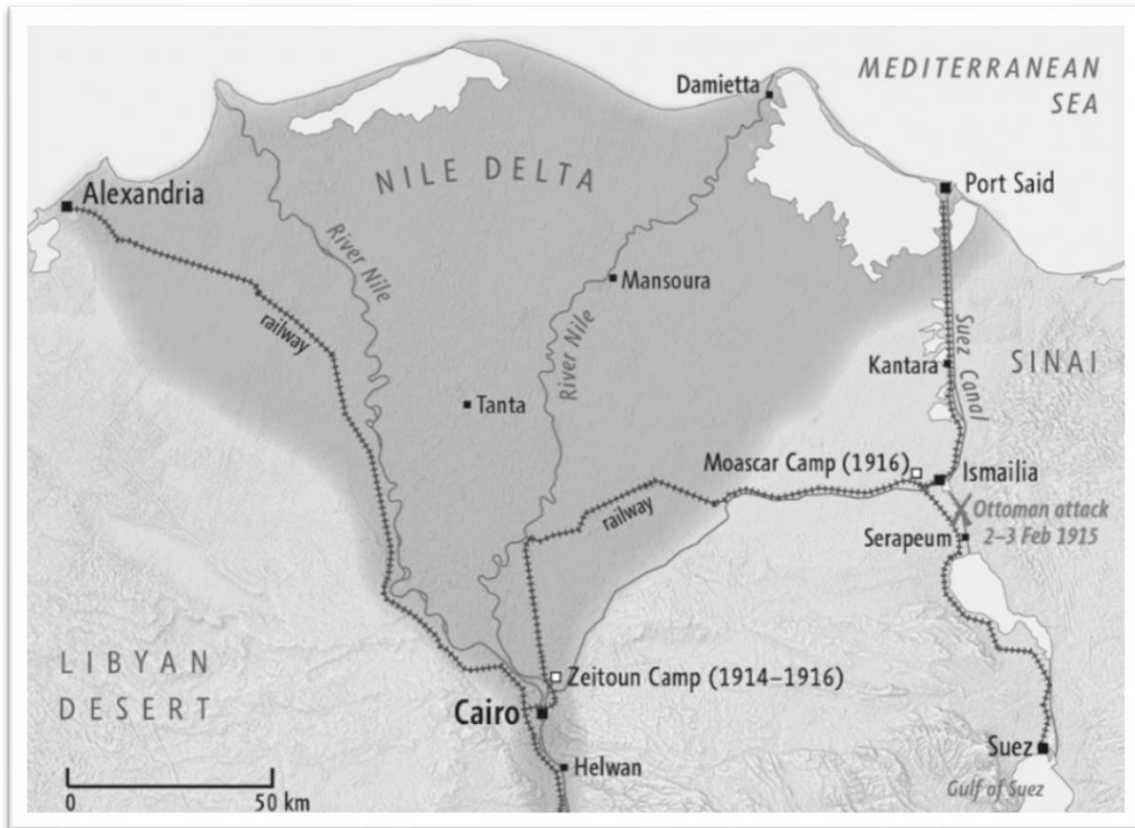 MEDITERRANEAN
SEA
Damietta
NILE DELTA
Alexandria
Port Said
River Nile
Mansoura
railway
River Nile
Suez Canal
Kantara
SINAI
Tanta
Moascar Camp (1916)
Ismailia
railway
Ottoman attack
2–3 Feb 1915
Serapeum
LIBYAN
DESERT
Zeitoun Camp (1914–1916)
Cairo
Suez
Helwan
Gulf of Suez
0 50 km